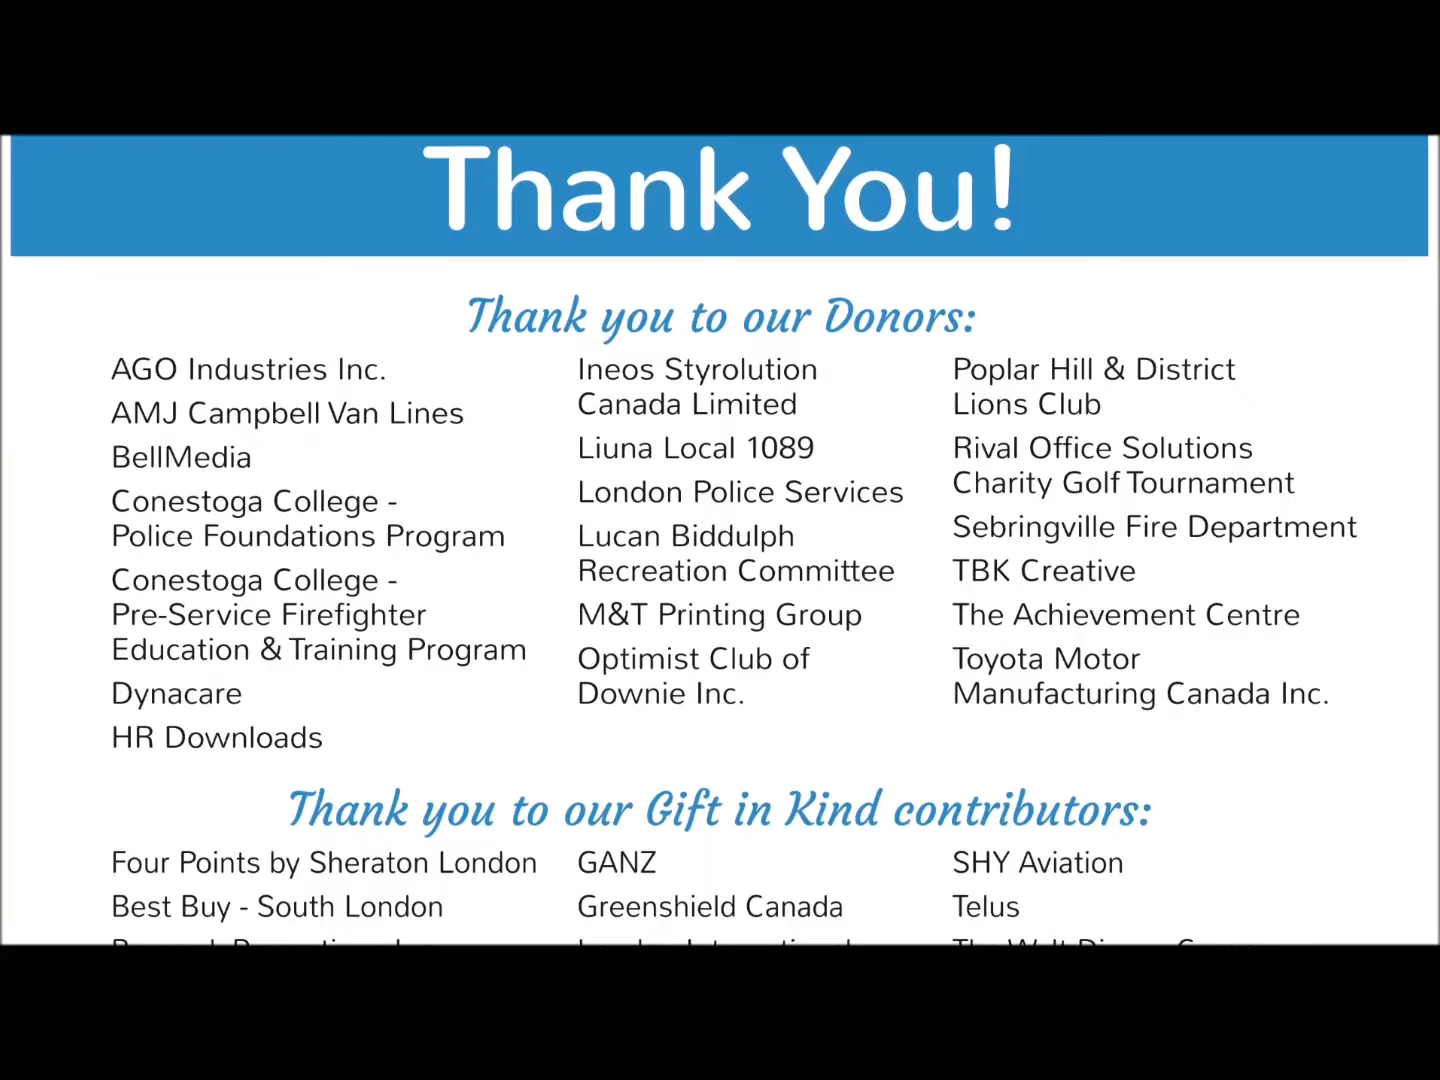 Thank You!
Thank you to our Donors:
AGO Industries Inc.
AMJ Campbell Van Lines
BellMedia
Conestoga College -
Police Foundations Program
Conestoga College -
Pre-Service Firefighter
Education & Training Program
Dynacare
HR Downloads
Ineos Styrolution
Canada Limited
Liuna Local 1089
London Police Services
Lucan Biddulph
Recreation Committee
M&T Printing Group
Optimist Club of
Downie Inc.
Poplar Hill & District
Lions Club
Rival Office Solutions
Charity Golf Tournament
Sebringville Fire Department
TBK Creative
The Achievement Centre
Toyota Motor
Manufacturing Canada Inc.
Thank you to our Gift in Kind contributors:
Four Points by Sheraton London
Best Buy - South London
GANZ
Greenshield Canada
SHY Aviation
Telus